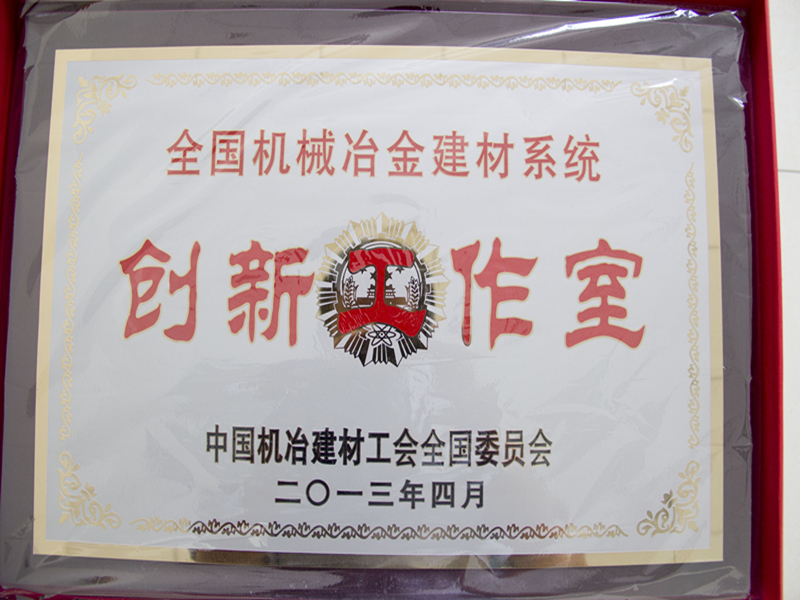 全国机械冶金建材系统
创新工作室
中国机冶建材工会全国委员会
二〇一三年四月